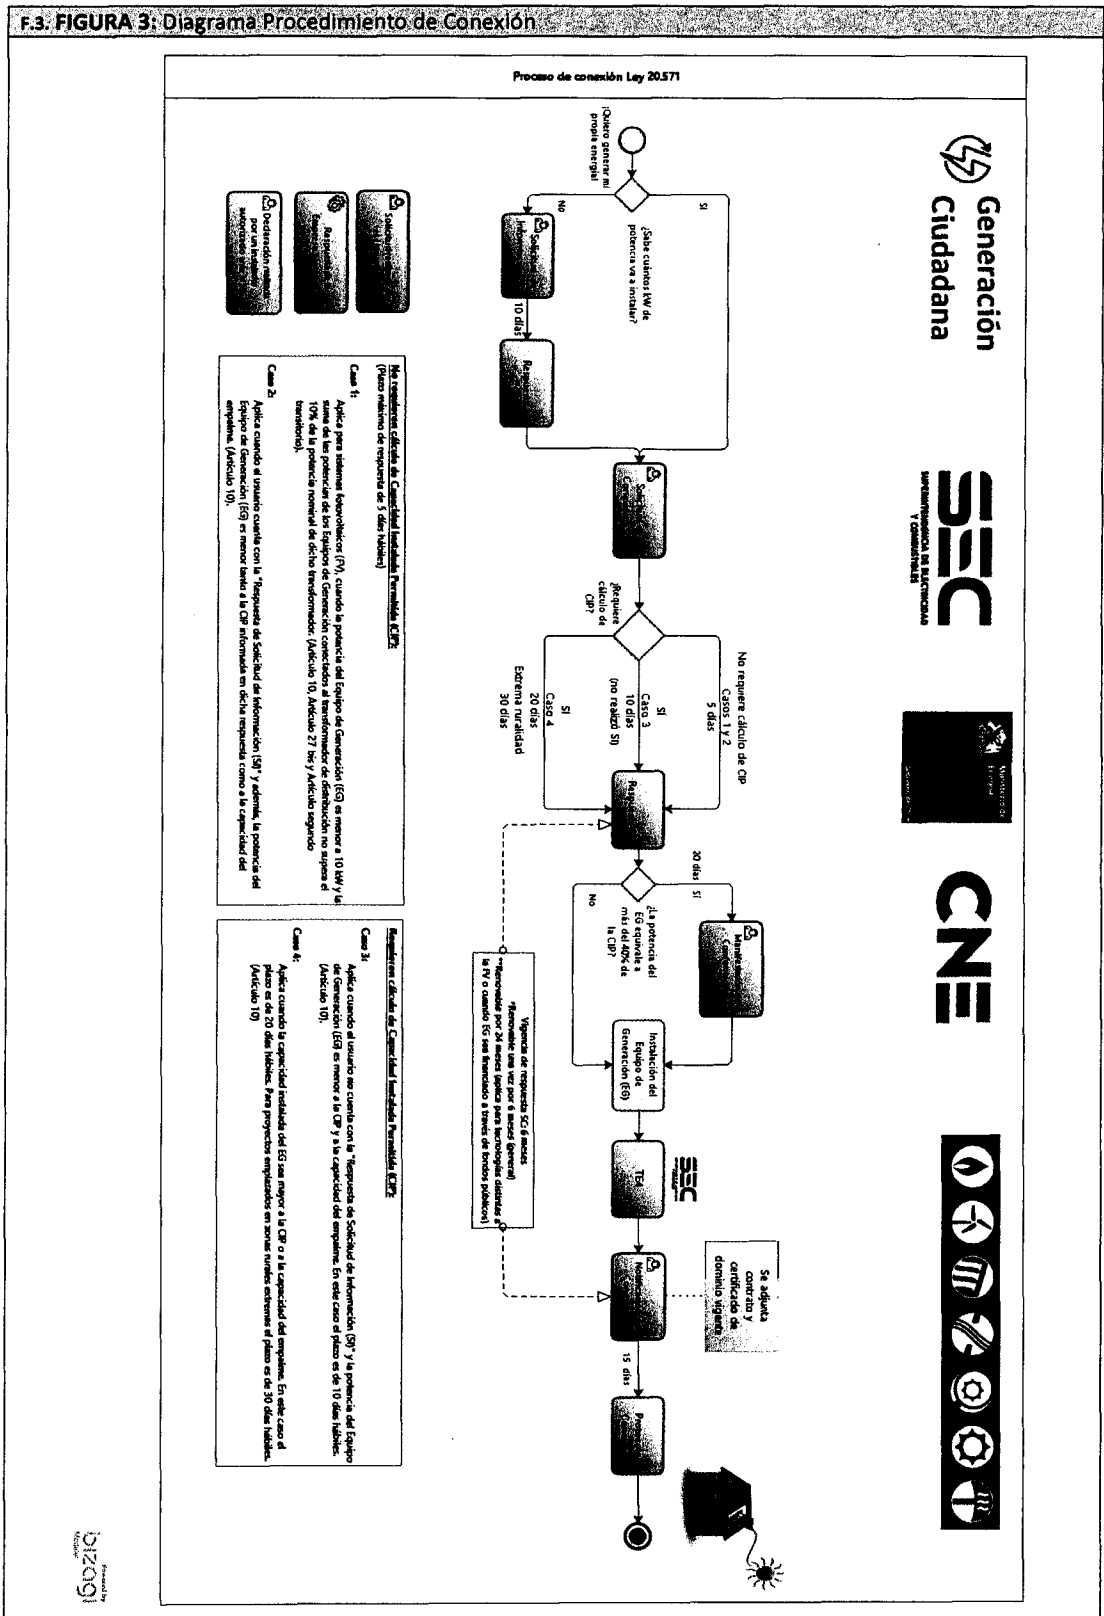 F.3. FIGURA 3: Diagrama Procedimiento de Conexión
Proceso de conexión Ley 20.571
Generación
Ciudadana
SEC
SUPERINTENDENCIA DE ELECTRICIDAD
Y COMBUSTIBLES
Ministerio de
Energía
CNE
¡Quiero generar mi
propia energía!
¿Sabe cuántos kW de
potencia va a instalar?
SI
No
Solicitud
10 días
¿Requiere
cálculo de
CIP?
No requiere cálculo de CIP
Casos 1 y 2
5 días
SÍ
Caso 3
10 días
(no realizó SI)
SI
Caso 4
20 días
Extrema ruralidad
30 días
20 días
SÍ
No
¿La potencia del
EG equivale a
más del 40% de
la CIP?
Instalación del
Equipo de
Generación (EG)
TE4
SEC
Se adjunta
contrato y
certificado de
dominio vigente
15 días
Vigencia de respuesta SC: 6 meses
*Renovable una vez por 6 meses (general)
**Renovable por 24 meses (aplica para tecnologías distintas a
la FV o cuando EG sea financiado a través de fondos públicos)
Declaración
por un instalador
autorizado
No requieren cálculo de Capacidad Instalada Permitida (CIP):
(Plazo máximo de respuesta de 5 días hábiles)
Caso 1:
Aplica para sistemas fotovoltaicos (FV), cuando la potencia del Equipo de Generación (EG) es menor a 10 kW y la
suma de las potencias de los Equipos de Generación conectados al transformador de distribución no supera el
10% de la potencia nominal de dicho transformador. (Artículo 10, Artículo 27 bis y Artículo segundo
transitorio).
Caso 2:
Aplica cuando el usuario cuenta con la "Respuesta de Solicitud de Información (SI)" y además, la potencia del
Equipo de Generación (EG) es menor tanto a la CIP informada en dicha respuesta como a la capacidad del
empalme. (Artículo 10).
Requieren cálculo de Capacidad Instalada Permitida (CIP):
Caso 3:
Aplica cuando el usuario no cuenta con la "Respuesta de Solicitud de Información (SI)" y la potencia del Equipo
de Generación (EG) es menor a la CIP y a la capacidad del empalme. En este caso el plazo es de 10 días hábiles.
(Artículo 10).
Caso 4:
Aplica cuando la capacidad instalada del EG sea mayor a la CIP o a la capacidad del empalme. En este caso el
plazo es de 20 días hábiles. Para proyectos emplazados en zonas rurales extremas el plazo es de 30 días hábiles.
(Artículo 10)
Powered by
bizagi
Modeler